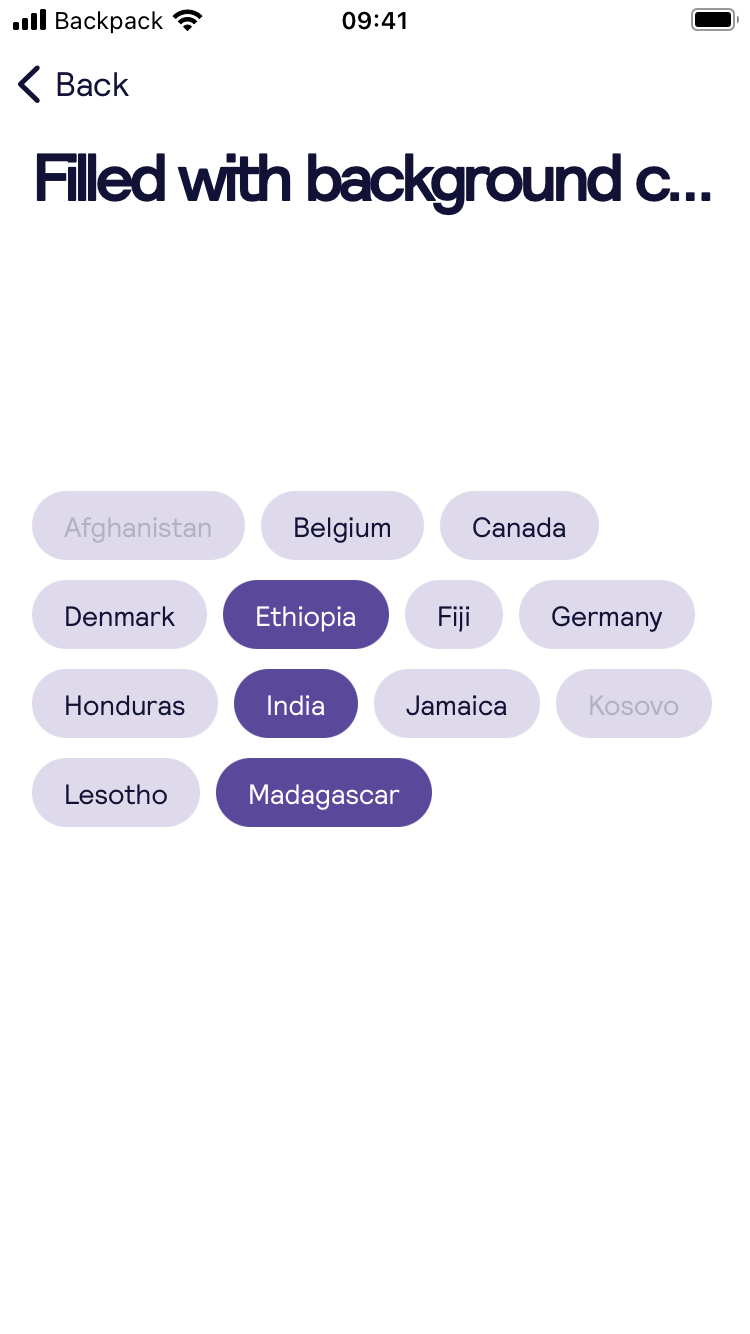 Backpack 09:41
Back
Filled with background c...
Afghanistan Belgium Canada
Denmark Ethiopia Fiji Germany
Honduras India Jamaica Kosovo
Lesotho Madagascar